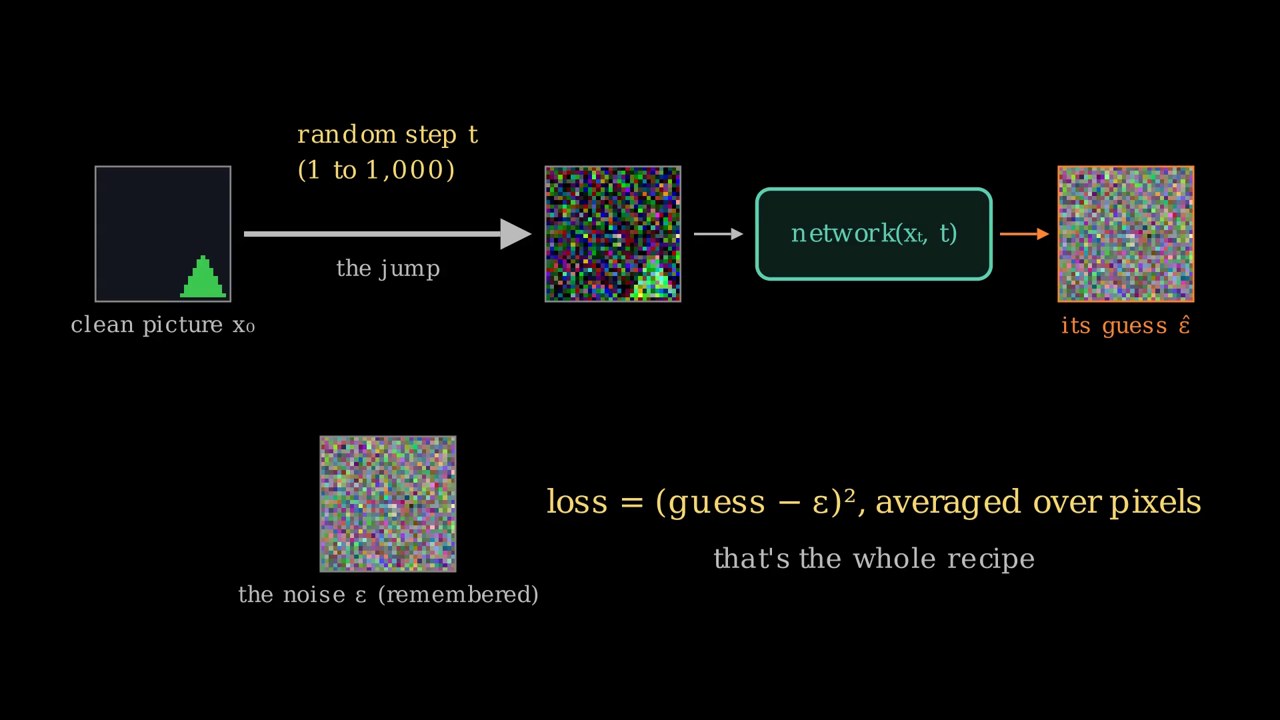 random step t
(1 to 1,000)
the jump
network(xₜ, t)
clean picture x₀
its guess ε̂
loss = (guess − ε)², averaged over pixels
that's the whole recipe
the noise ε (remembered)